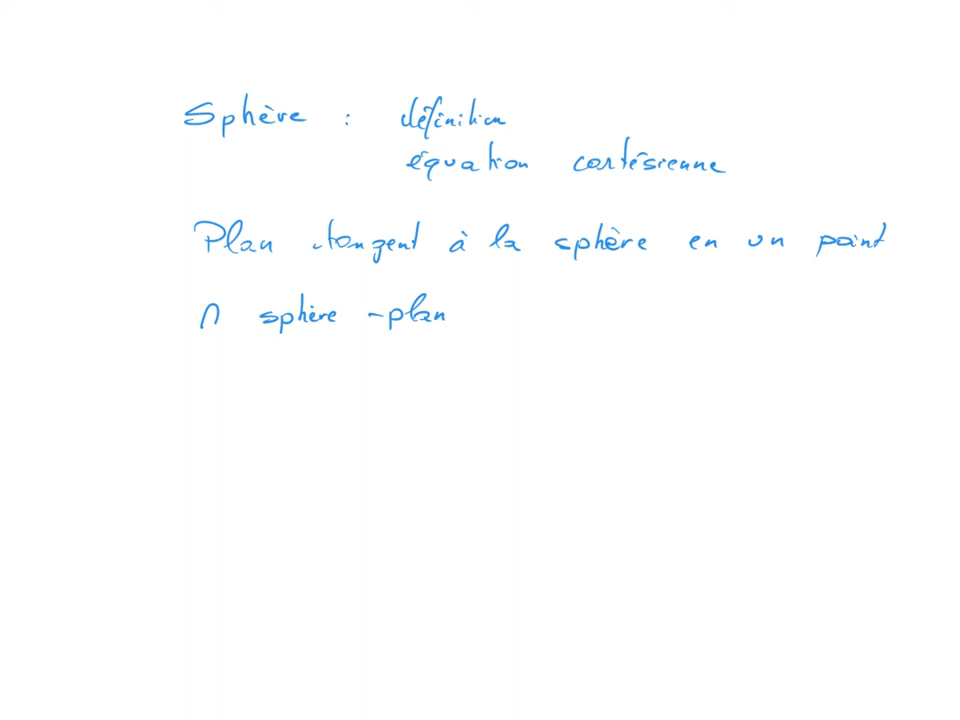 Sphère : définition
équation cartésienne
Plan tangent à la sphère en un point
∩ sphère - plan